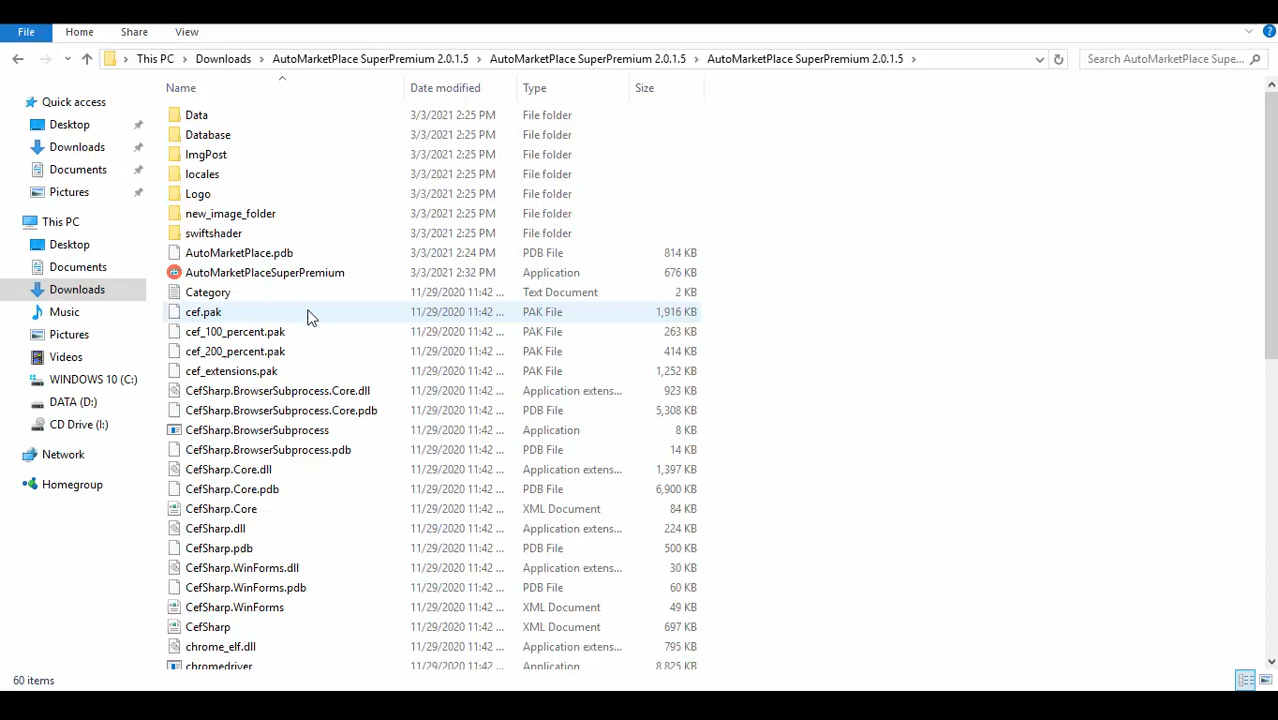 File Home Share View
This PC Downloads AutoMarketPlace SuperPremium 2.0.1.5 AutoMarketPlace SuperPremium 2.0.1.5 AutoMarketPlace SuperPremium 2.0.1.5 Search AutoMarketPlace Supe...
Name Date modified Type Size
Quick access
Desktop
Downloads
Documents
Pictures
This PC
Desktop
Documents
Downloads
Music
Pictures
Videos
WINDOWS 10 (C:)
DATA (D:)
CD Drive (I:)
Network
Homegroup
Data 3/3/2021 2:25 PM File folder
Database 3/3/2021 2:25 PM File folder
ImgPost 3/3/2021 2:25 PM File folder
locales 3/3/2021 2:25 PM File folder
Logo 3/3/2021 2:25 PM File folder
new_image_folder 3/3/2021 2:25 PM File folder
swiftshader 3/3/2021 2:25 PM File folder
AutoMarketPlace.pdb 3/3/2021 2:24 PM PDB File 814 KB
AutoMarketPlaceSuperPremium 3/3/2021 2:32 PM Application 676 KB
Category 11/29/2020 11:42 ... Text Document 2 KB
cef.pak 11/29/2020 11:42 ... PAK File 1,916 KB
cef_100_percent.pak 11/29/2020 11:42 ... PAK File 263 KB
cef_200_percent.pak 11/29/2020 11:42 ... PAK File 414 KB
cef_extensions.pak 11/29/2020 11:42 ... PAK File 1,252 KB
CefSharp.BrowserSubprocess.Core.dll 11/29/2020 11:42 ... Application extens... 923 KB
CefSharp.BrowserSubprocess.Core.pdb 11/29/2020 11:42 ... PDB File 5,308 KB
CefSharp.BrowserSubprocess 11/29/2020 11:42 ... Application 8 KB
CefSharp.BrowserSubprocess.pdb 11/29/2020 11:42 ... PDB File 14 KB
CefSharp.Core.dll 11/29/2020 11:42 ... Application extens... 1,397 KB
CefSharp.Core.pdb 11/29/2020 11:42 ... PDB File 6,900 KB
CefSharp.Core 11/29/2020 11:42 ... XML Document 84 KB
CefSharp.dll 11/29/2020 11:42 ... Application extens... 224 KB
CefSharp.pdb 11/29/2020 11:42 ... PDB File 500 KB
CefSharp.WinForms.dll 11/29/2020 11:42 ... Application extens... 30 KB
CefSharp.WinForms.pdb 11/29/2020 11:42 ... PDB File 60 KB
CefSharp.WinForms 11/29/2020 11:42 ... XML Document 49 KB
CefSharp 11/29/2020 11:42 ... XML Document 697 KB
chrome_elf.dll 11/29/2020 11:42 ... Application extens... 795 KB
chromedriver 11/29/2020 11:42 ... Application 8,825 KB
60 items